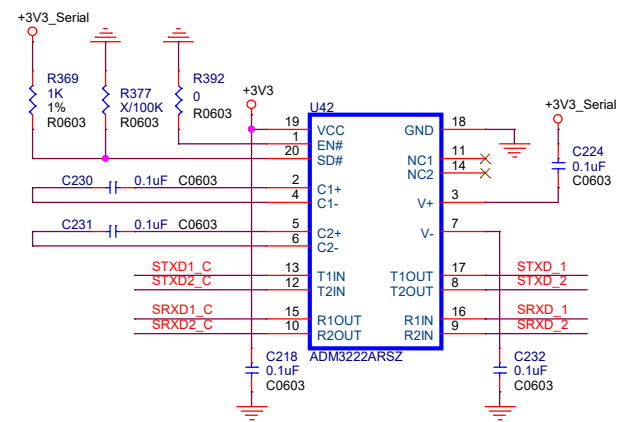 +3V3_Serial
R369
1K
1%
R0603
R377
X/100K
R0603
R392
0
R0603
+3V3
U42
+3V3_Serial
19 VCC GND 18
1 EN#
20 SD#
NC1 11
NC2 14
C224
0.1uF
C0603
C230 0.1uF C0603
2 C1+
4 C1-
V+ 3
C231 0.1uF C0603
5 C2+
6 C2-
V- 7
STXD1_C 13 T1IN T1OUT 17 STXD_1
STXD2_C 12 T2IN T2OUT 8 STXD_2
SRXD1_C 15 R1OUT R1IN 16 SRXD_1
SRXD2_C 10 R2OUT R2IN 9 SRXD_2
ADM3222ARSZ
C218
0.1uF
C0603
C232
0.1uF
C0603